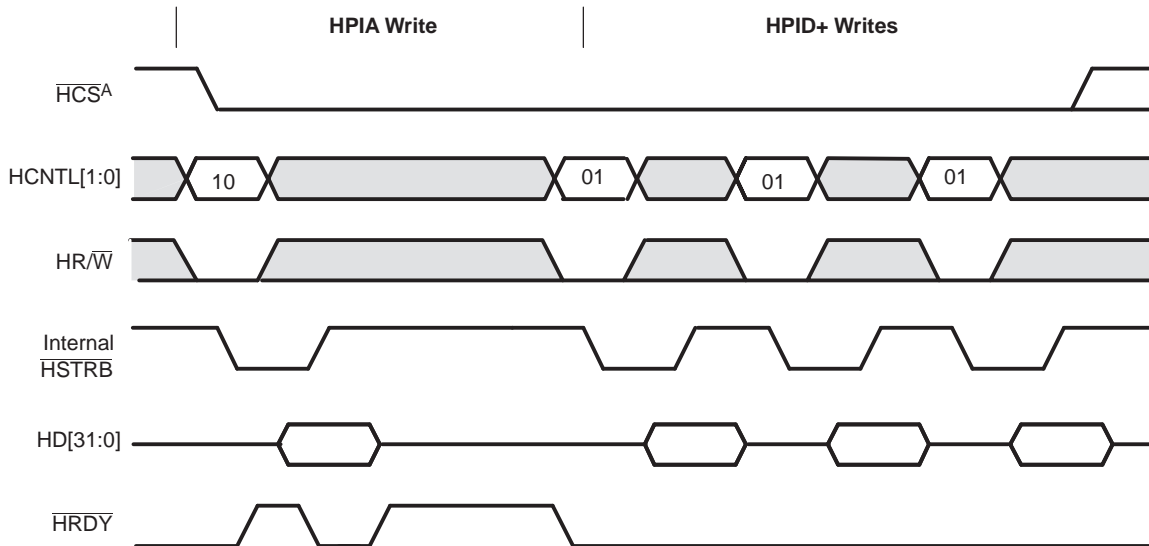 HPIA Write HPID+ Writes
HCSA
HCNTL[1:0] 10 01 01 01
HR/W
Internal
HSTRB
HD[31:0]
HRDY